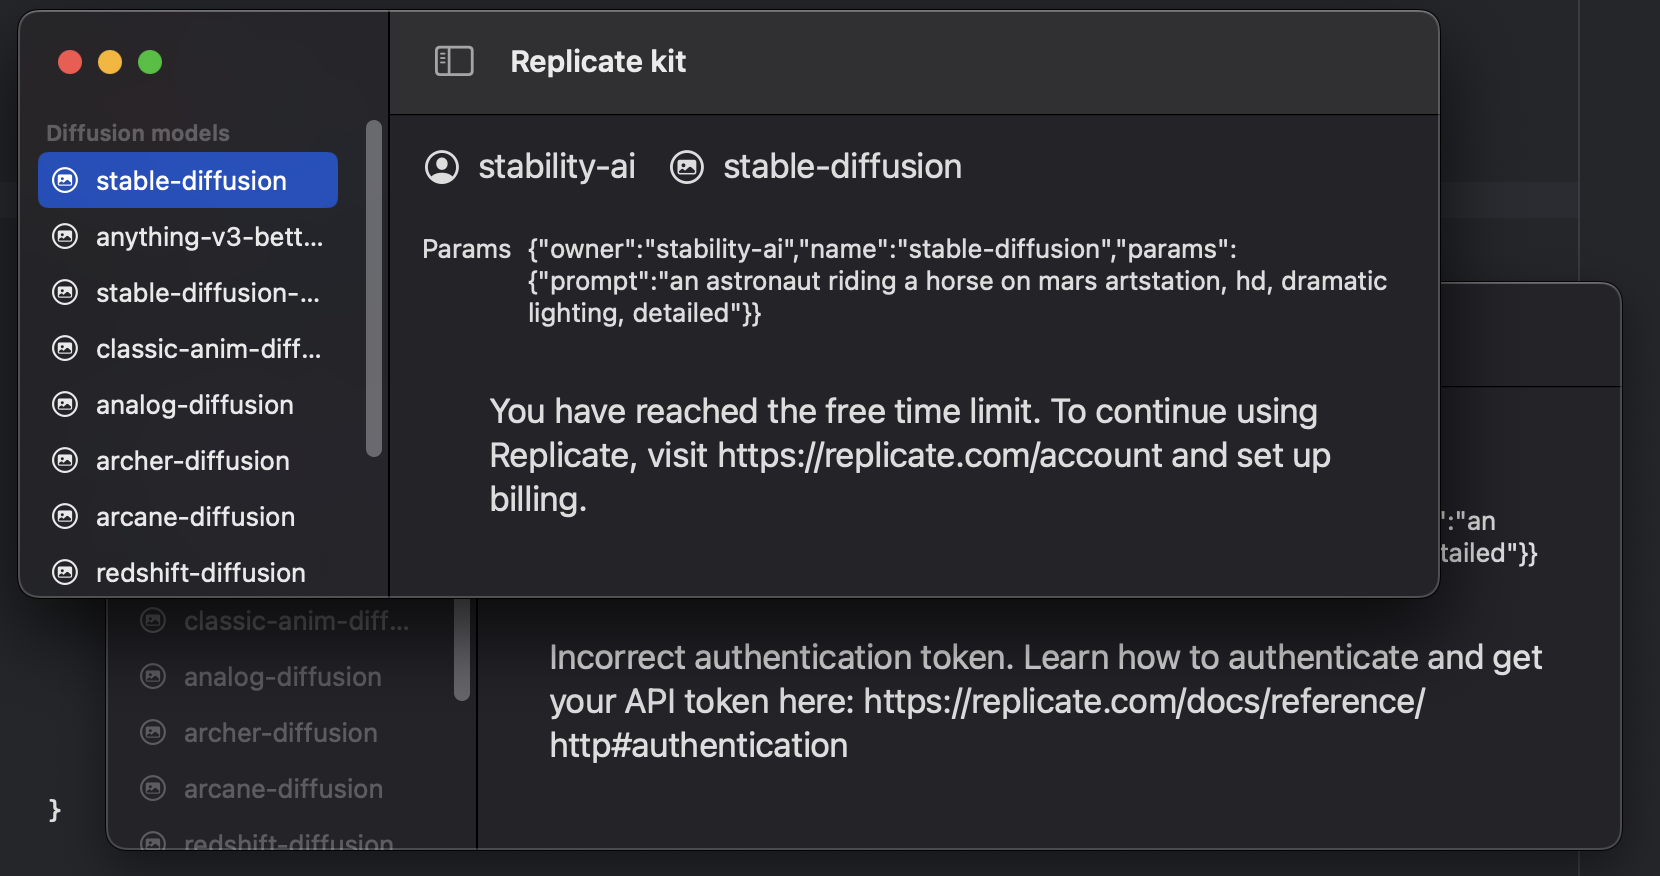 Replicate kit
Diffusion models
stable-diffusion
anything-v3-bett...
stable-diffusion-...
classic-anim-diff...
analog-diffusion
archer-diffusion
arcane-diffusion
redshift-diffusion
stability-ai stable-diffusion
Params {"owner":"stability-ai","name":"stable-diffusion","params":
{"prompt":"an astronaut riding a horse on mars artstation, hd, dramatic
lighting, detailed"}}
You have reached the free time limit. To continue using
Replicate, visit https://replicate.com/account and set up
billing.
":"an
tailed"}}
classic-anim-diff...
analog-diffusion
archer-diffusion
arcane-diffusion
redshift-diffusion
Incorrect authentication token. Learn how to authenticate and get
your API token here: https://replicate.com/docs/reference/
http#authentication
}